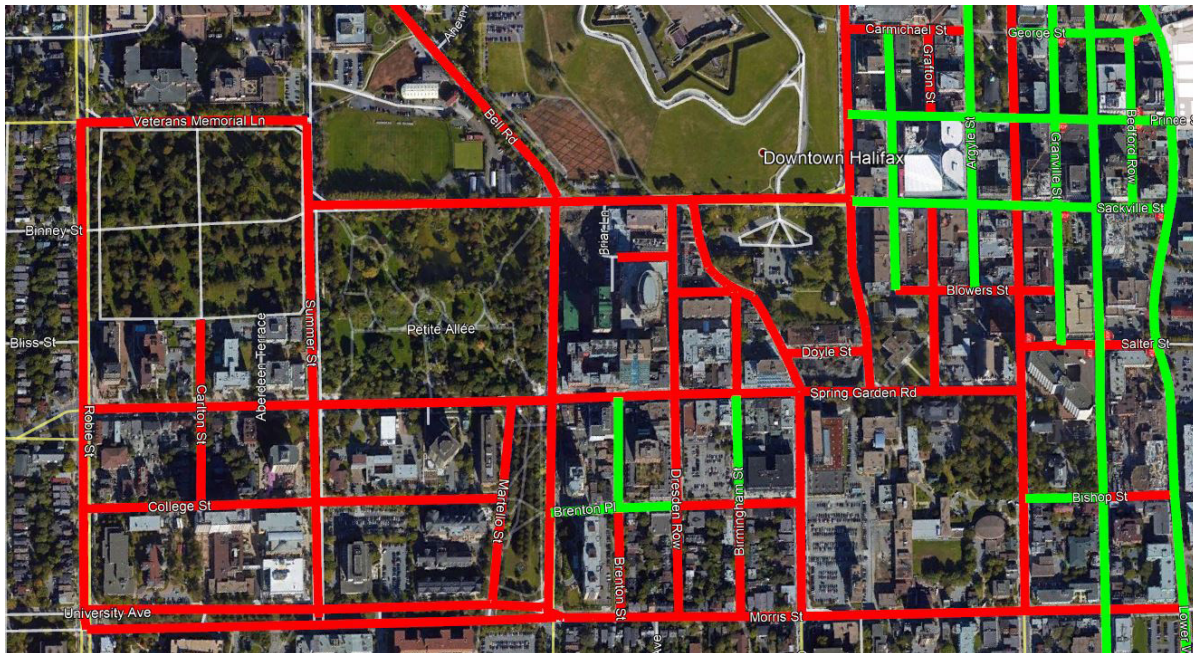 Carmichael St
George St
Grafton St
Bell Rd
Argyle St
Granville St
Bedford Row
Prince S
Veterans Memorial Ln
Downtown Halifax
Sackville St
Binney St
Briar Ln
Blowers St
Summer St
Petite Allée
Bliss St
Aberdeen Terrace
Doyle St
Salter St
Spring Garden Rd
Robie St
Carlton St
Dresden Row
Birmingham St
College St
Martello St
Brenton Pl
Bishop St
Brenton St
University Ave
Morris St
Lower W